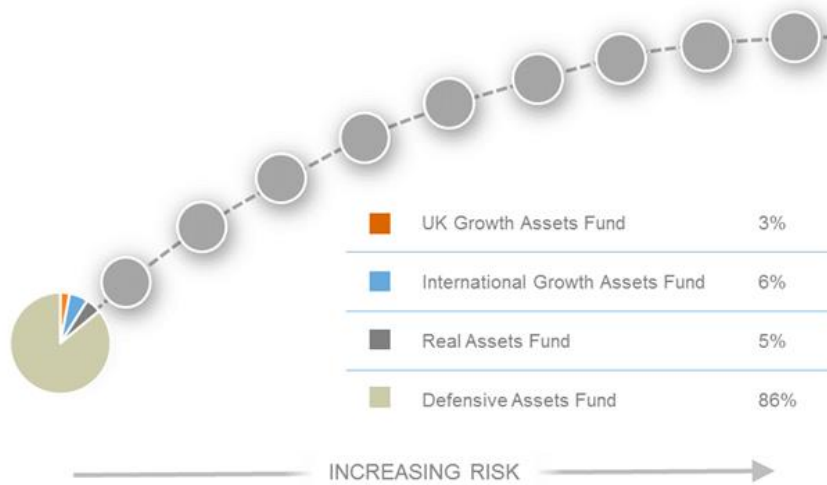 UK Growth Assets Fund 3%
International Growth Assets Fund 6%
Real Assets Fund 5%
Defensive Assets Fund 86%
INCREASING RISK